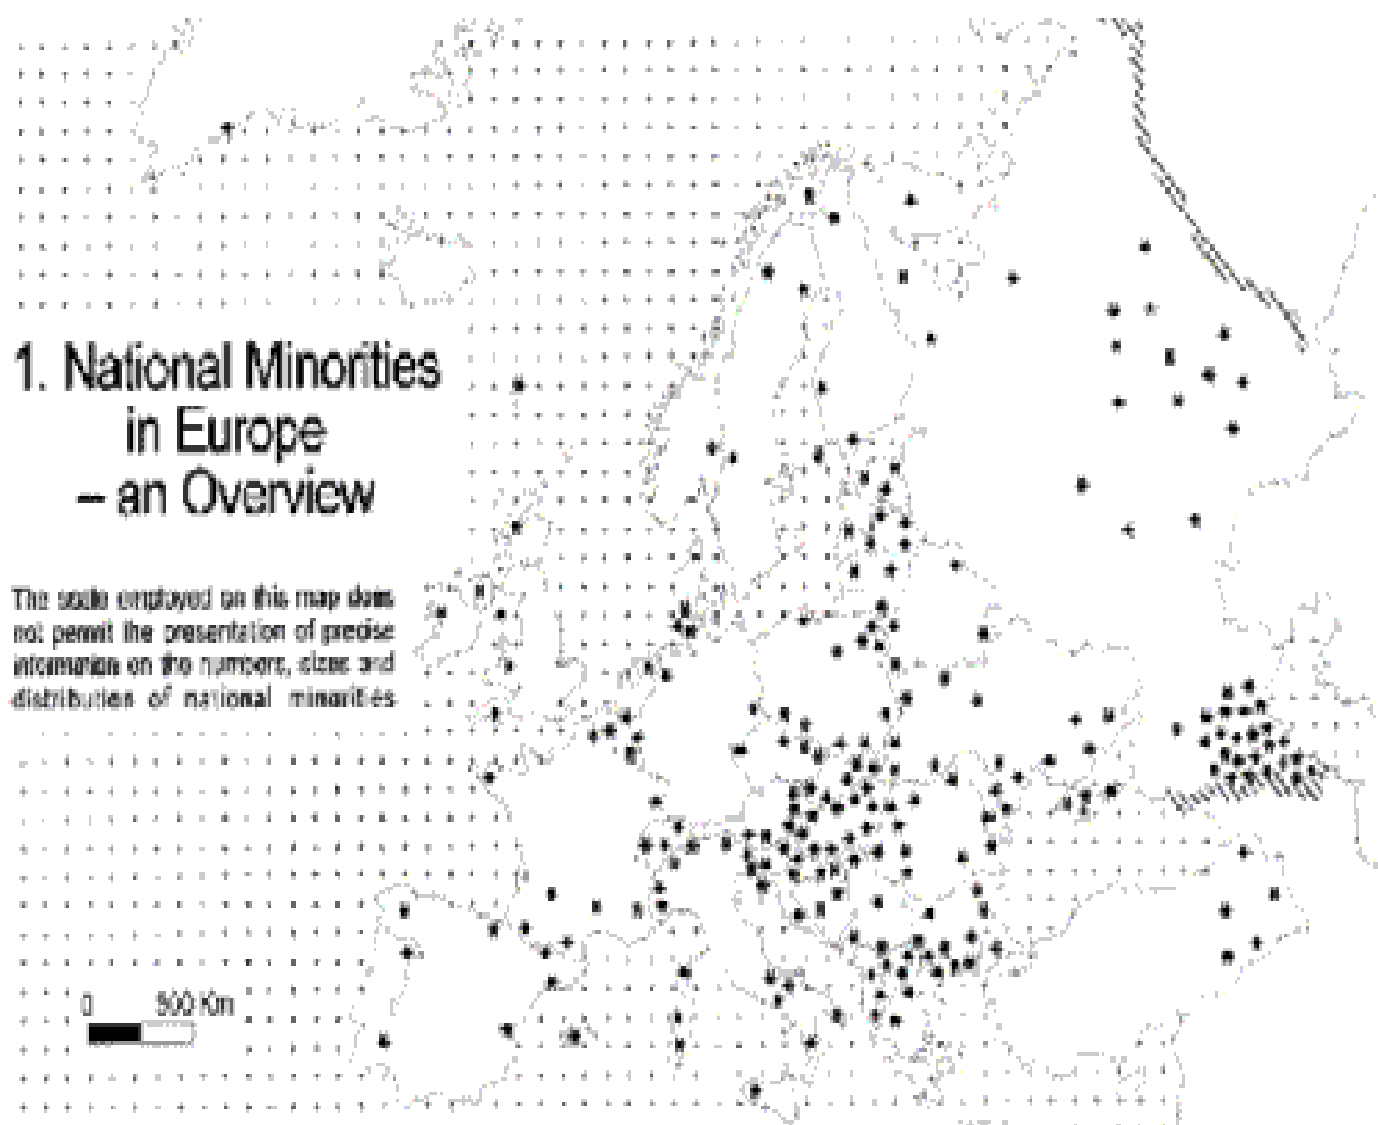 1. National Minorities
in Europe
– an Overview
The scale employed on this map does
not permit the presentation of precise
information on the numbers, sizes and
distribution of national minorities
0 500 Km